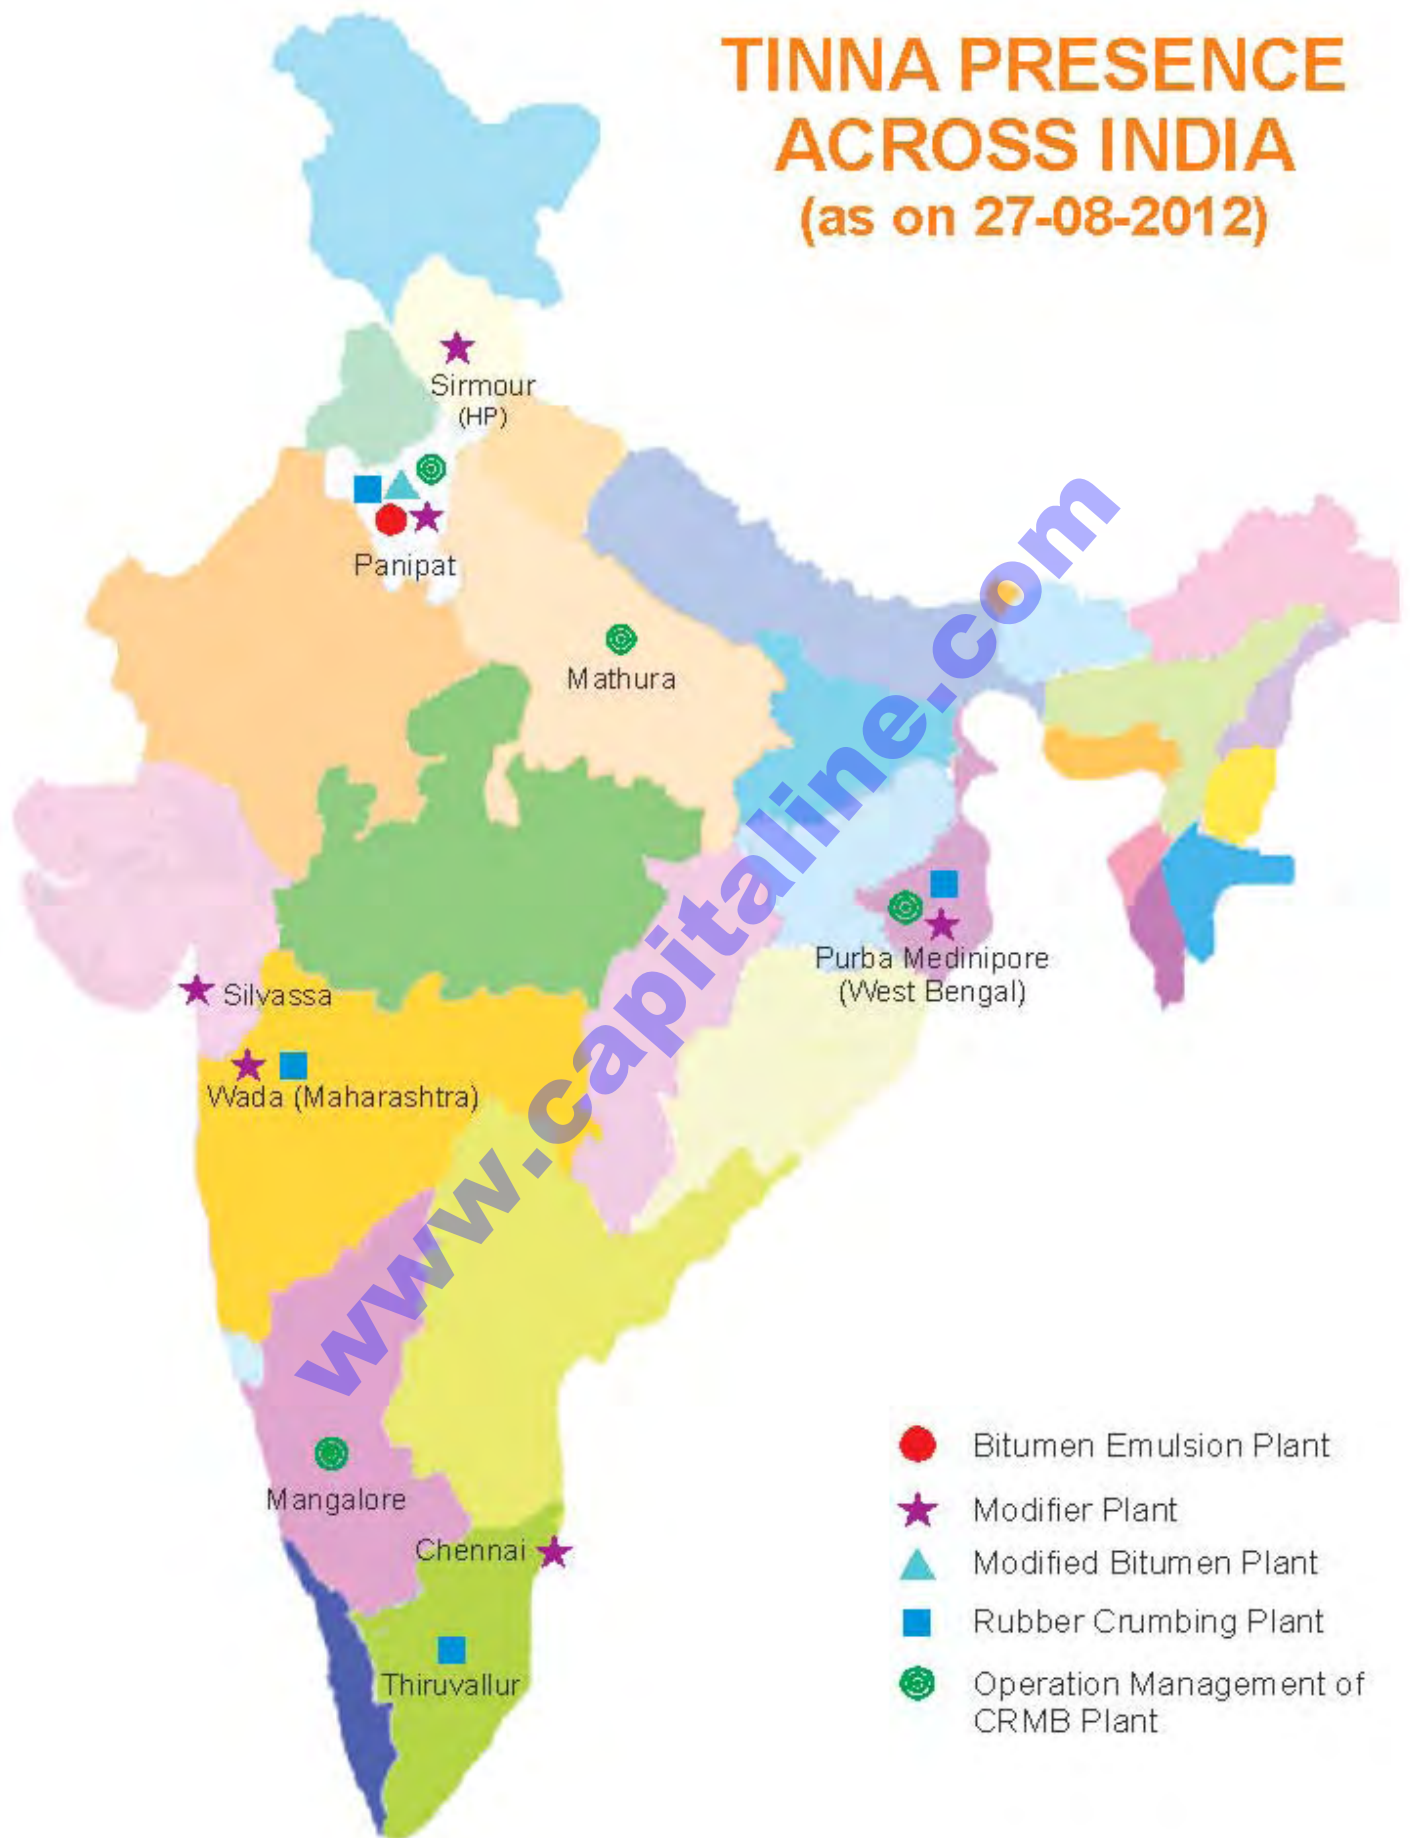 TINNA PRESENCE
ACROSS INDIA
(as on 27-08-2012)
Sirmour
(HP)
Panipat
Mathura
Purba Medinipore
(West Bengal)
Silvassa
Wada (Maharashtra)
www.capitaline.com
Mangalore
Chennai
Thiruvallur
Bitumen Emulsion Plant
Modifier Plant
Modified Bitumen Plant
Rubber Crumbing Plant
Operation Management of
CRMB Plant